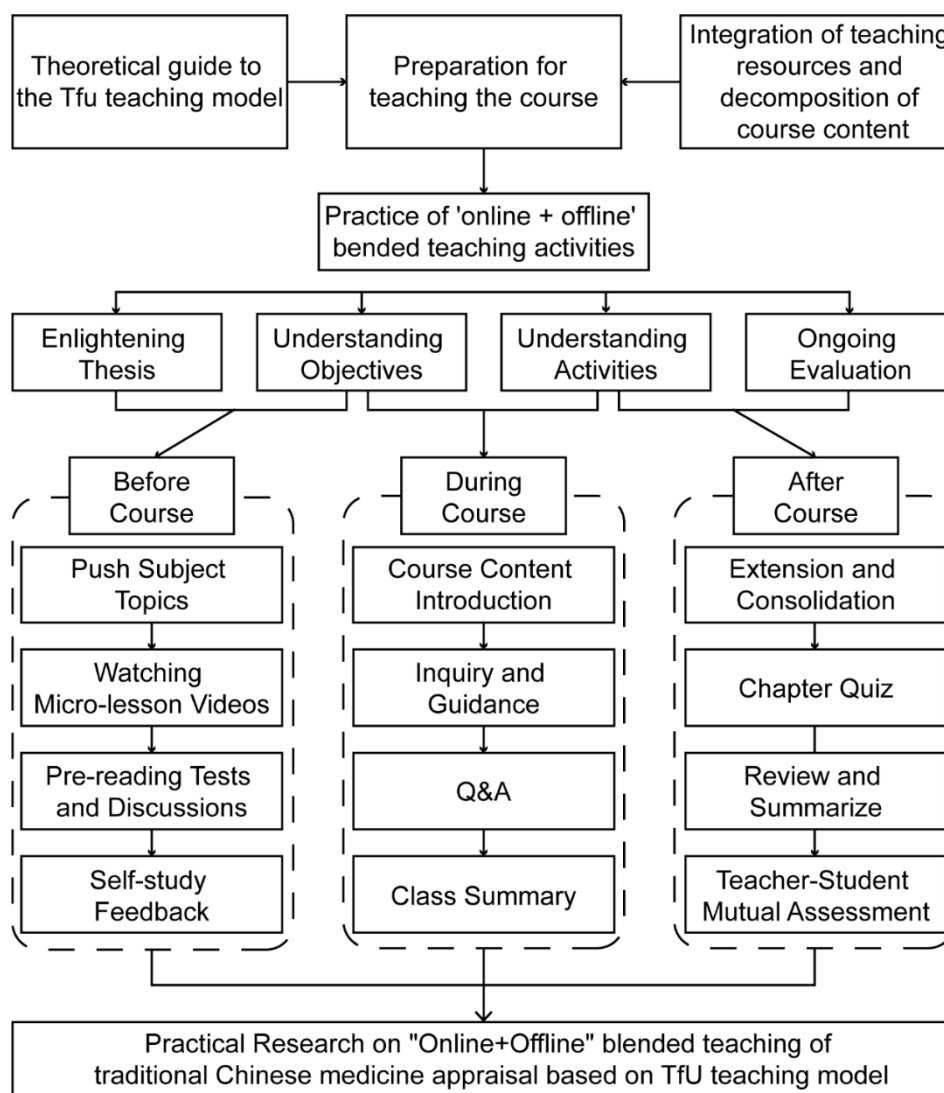 Theoretical guide to
the Tfu teaching model
Preparation for
teaching the course
Integration of teaching
resources and
decomposition of
course content
Practice of 'online + offline'
bended teaching activities
Enlightening
Thesis
Understanding
Objectives
Understanding
Activities
Ongoing
Evaluation
Before
Course
Push Subject
Topics
Watching
Micro-lesson Videos
Pre-reading Tests
and Discussions
Self-study
Feedback
During
Course
Course Content
Introduction
Inquiry and
Guidance
Q&A
Class Summary
After
Course
Extension and
Consolidation
Chapter Quiz
Review and
Summarize
Teacher-Student
Mutual Assessment
Practical Research on "Online+Offline" blended teaching of
traditional Chinese medicine appraisal based on TfU teaching model